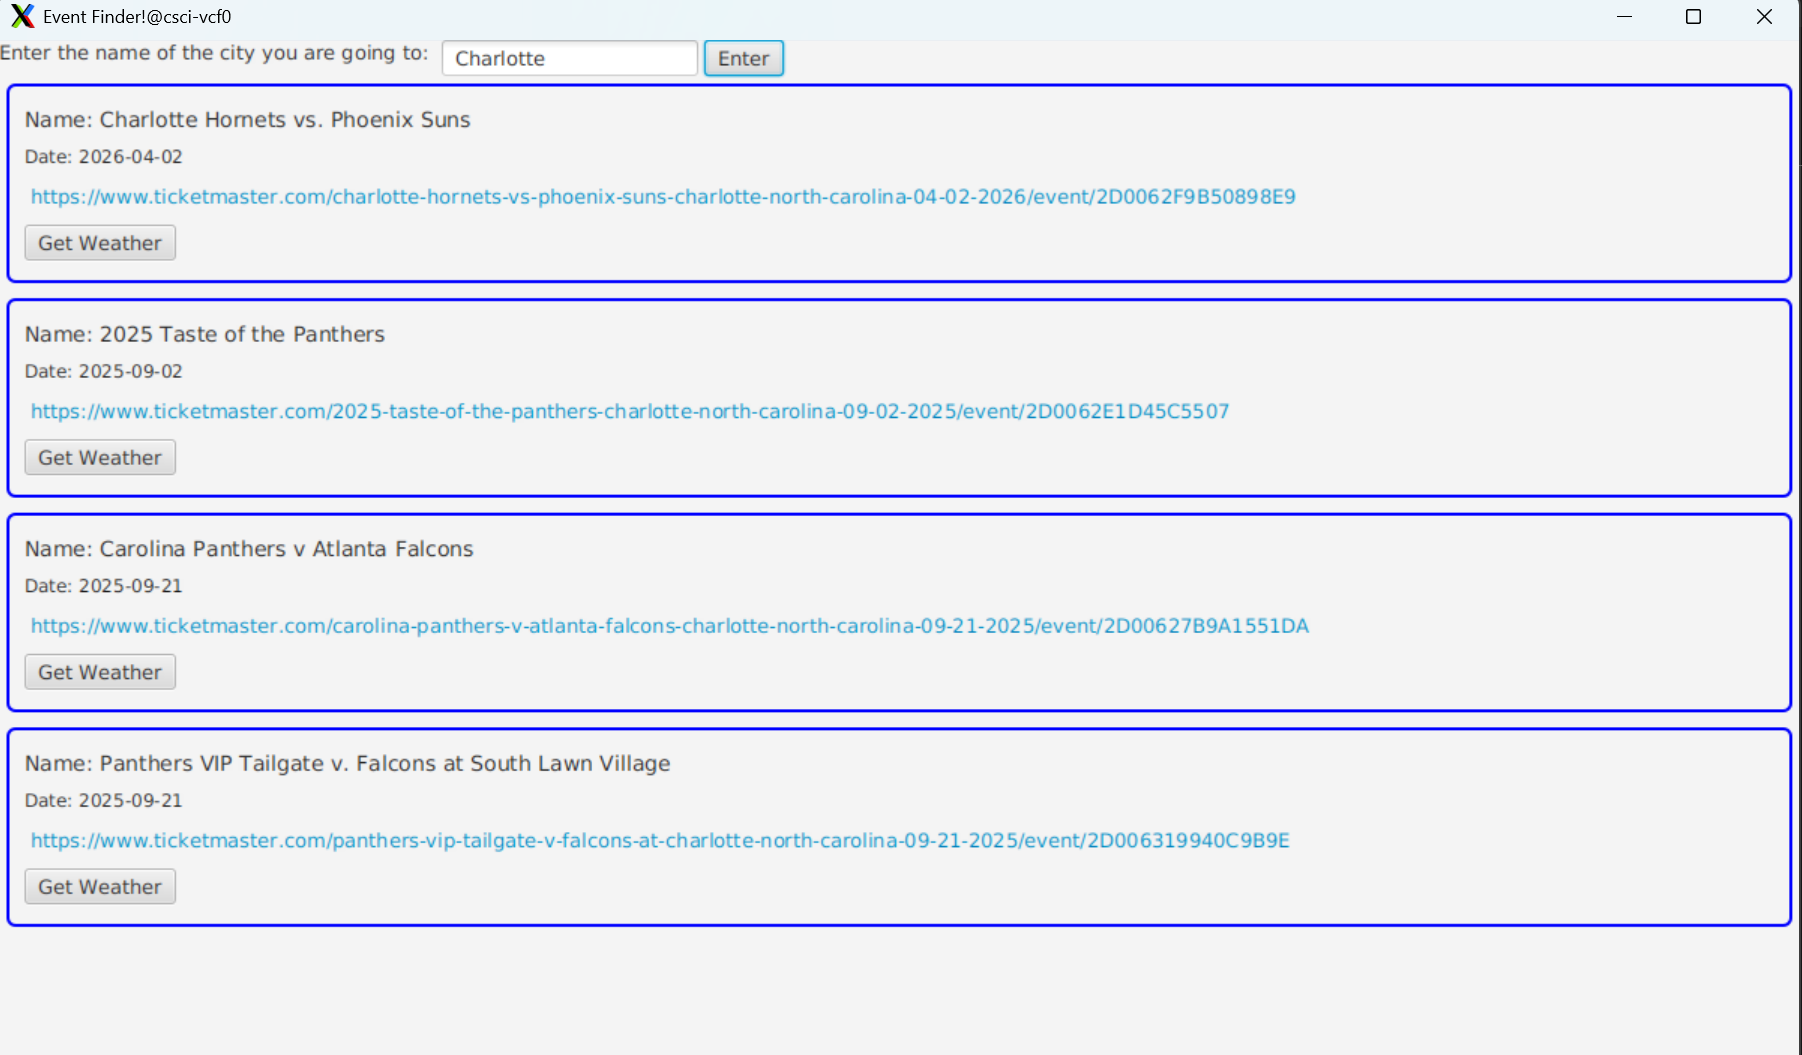 Event Finder!@csci-vcf0
Enter the name of the city you are going to: Charlotte Enter
Name: Charlotte Hornets vs. Phoenix Suns
Date: 2026-04-02
https://www.ticketmaster.com/charlotte-hornets-vs-phoenix-suns-charlotte-north-carolina-04-02-2026/event/2D0062F9B50898E9
Get Weather
Name: 2025 Taste of the Panthers
Date: 2025-09-02
https://www.ticketmaster.com/2025-taste-of-the-panthers-charlotte-north-carolina-09-02-2025/event/2D0062E1D45C5507
Get Weather
Name: Carolina Panthers v Atlanta Falcons
Date: 2025-09-21
https://www.ticketmaster.com/carolina-panthers-v-atlanta-falcons-charlotte-north-carolina-09-21-2025/event/2D00627B9A1551DA
Get Weather
Name: Panthers VIP Tailgate v. Falcons at South Lawn Village
Date: 2025-09-21
https://www.ticketmaster.com/panthers-vip-tailgate-v-falcons-at-charlotte-north-carolina-09-21-2025/event/2D006319940C9B9E
Get Weather